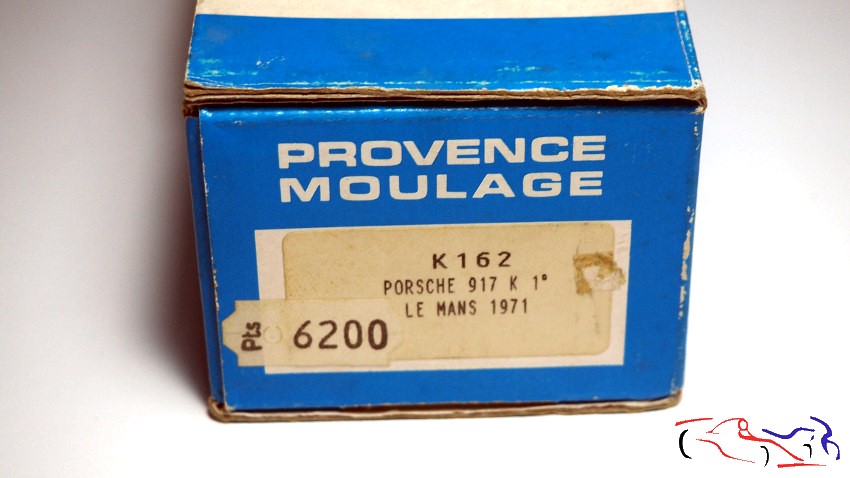 PROVENCE
MOULAGE
K162
PORSCHE 917 K 1°
LE MANS 1971
Pts 6200